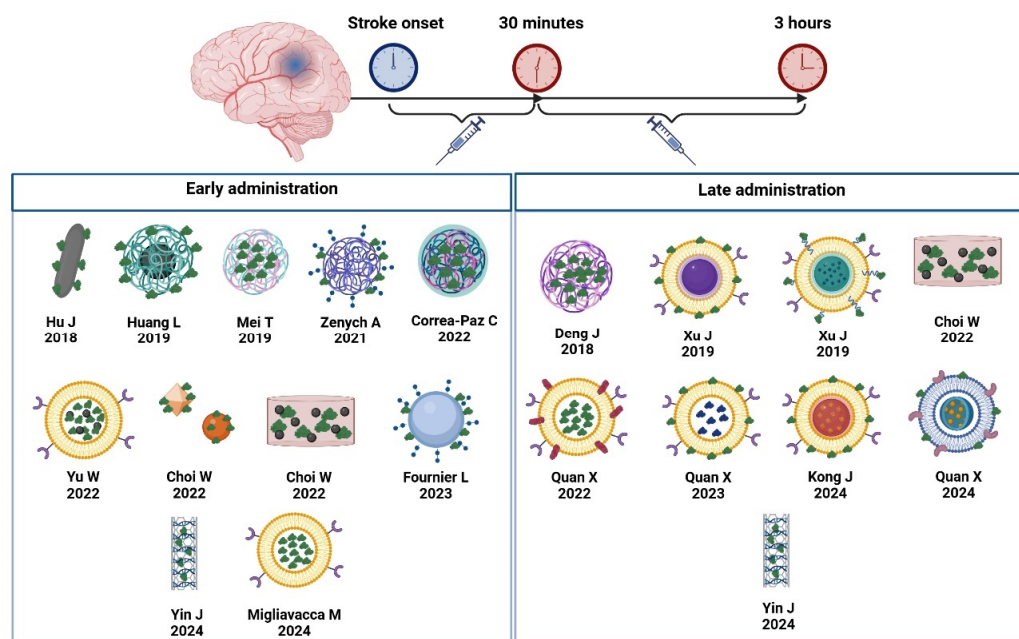 Stroke onset
30 minutes
3 hours
Early administration
Hu J
2018
Huang L
2019
Mei T
2019
Zenych A
2021
Correa-Paz C
2022
Yu W
2022
Choi W
2022
Choi W
2022
Fournier L
2023
Yin J
2024
Migliavacca M
2024
Late administration
Deng J
2018
Xu J
2019
Xu J
2019
Choi W
2022
Quan X
2022
Quan X
2023
Kong J
2024
Quan X
2024
Yin J
2024